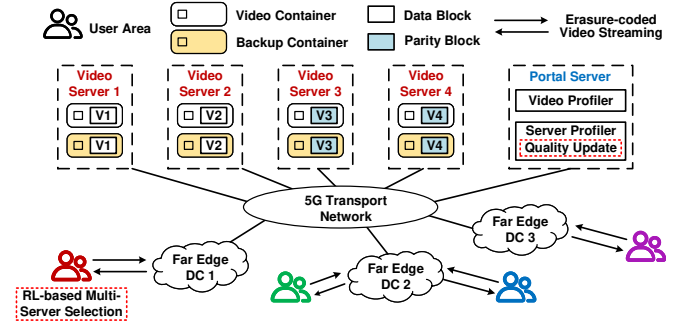 User Area
Video Container
Backup Container
Data Block
Parity Block
Erasure-coded
Video Streaming
Video
Server 1
V1
V1
Video
Server 2
V2
V2
Video
Server 3
V3
V3
Video
Server 4
V4
V4
Portal Server
Video Profiler
Server Profiler
Quality Update
5G Transport
Network
Far Edge
DC 1
Far Edge
DC 2
Far Edge
DC 3
RL-based Multi-
Server Selection